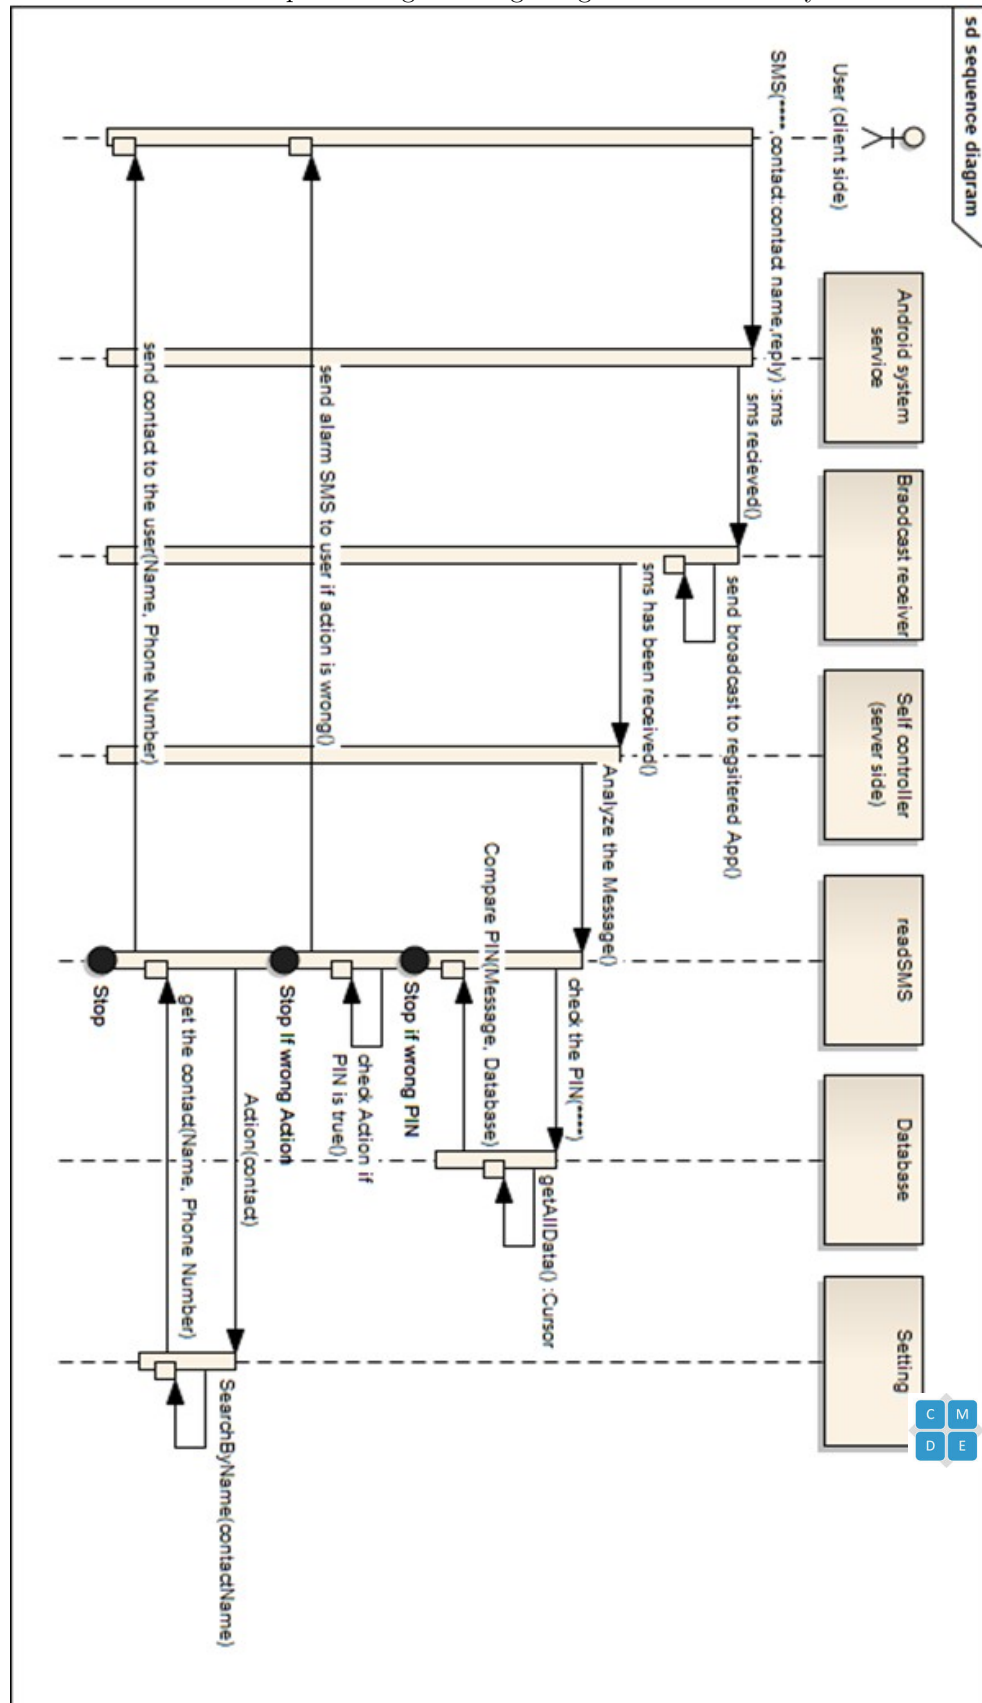 sd sequence diagram
User (client side)
Android system
service
Braodcast receiver
Self controller
(server side)
readSMS
Database
Setting
SMS(****,contact:contact name,reply) :sms
sms recieved()
send broadcast to regsitered App()
sms has been received()
Analyze the Message()
check the PIN(****)
getAllData() :Cursor
Compare PIN(Message, Database)
Stop if wrong PIN
check Action if
PIN is true()
send alarm SMS to user if action is wrong()
Stop If wrong Action
Action(contact)
SearchByName(contactName)
get the contact(Name, Phone Number)
send contact to the user(Name, Phone Number)
Stop
C M
D E